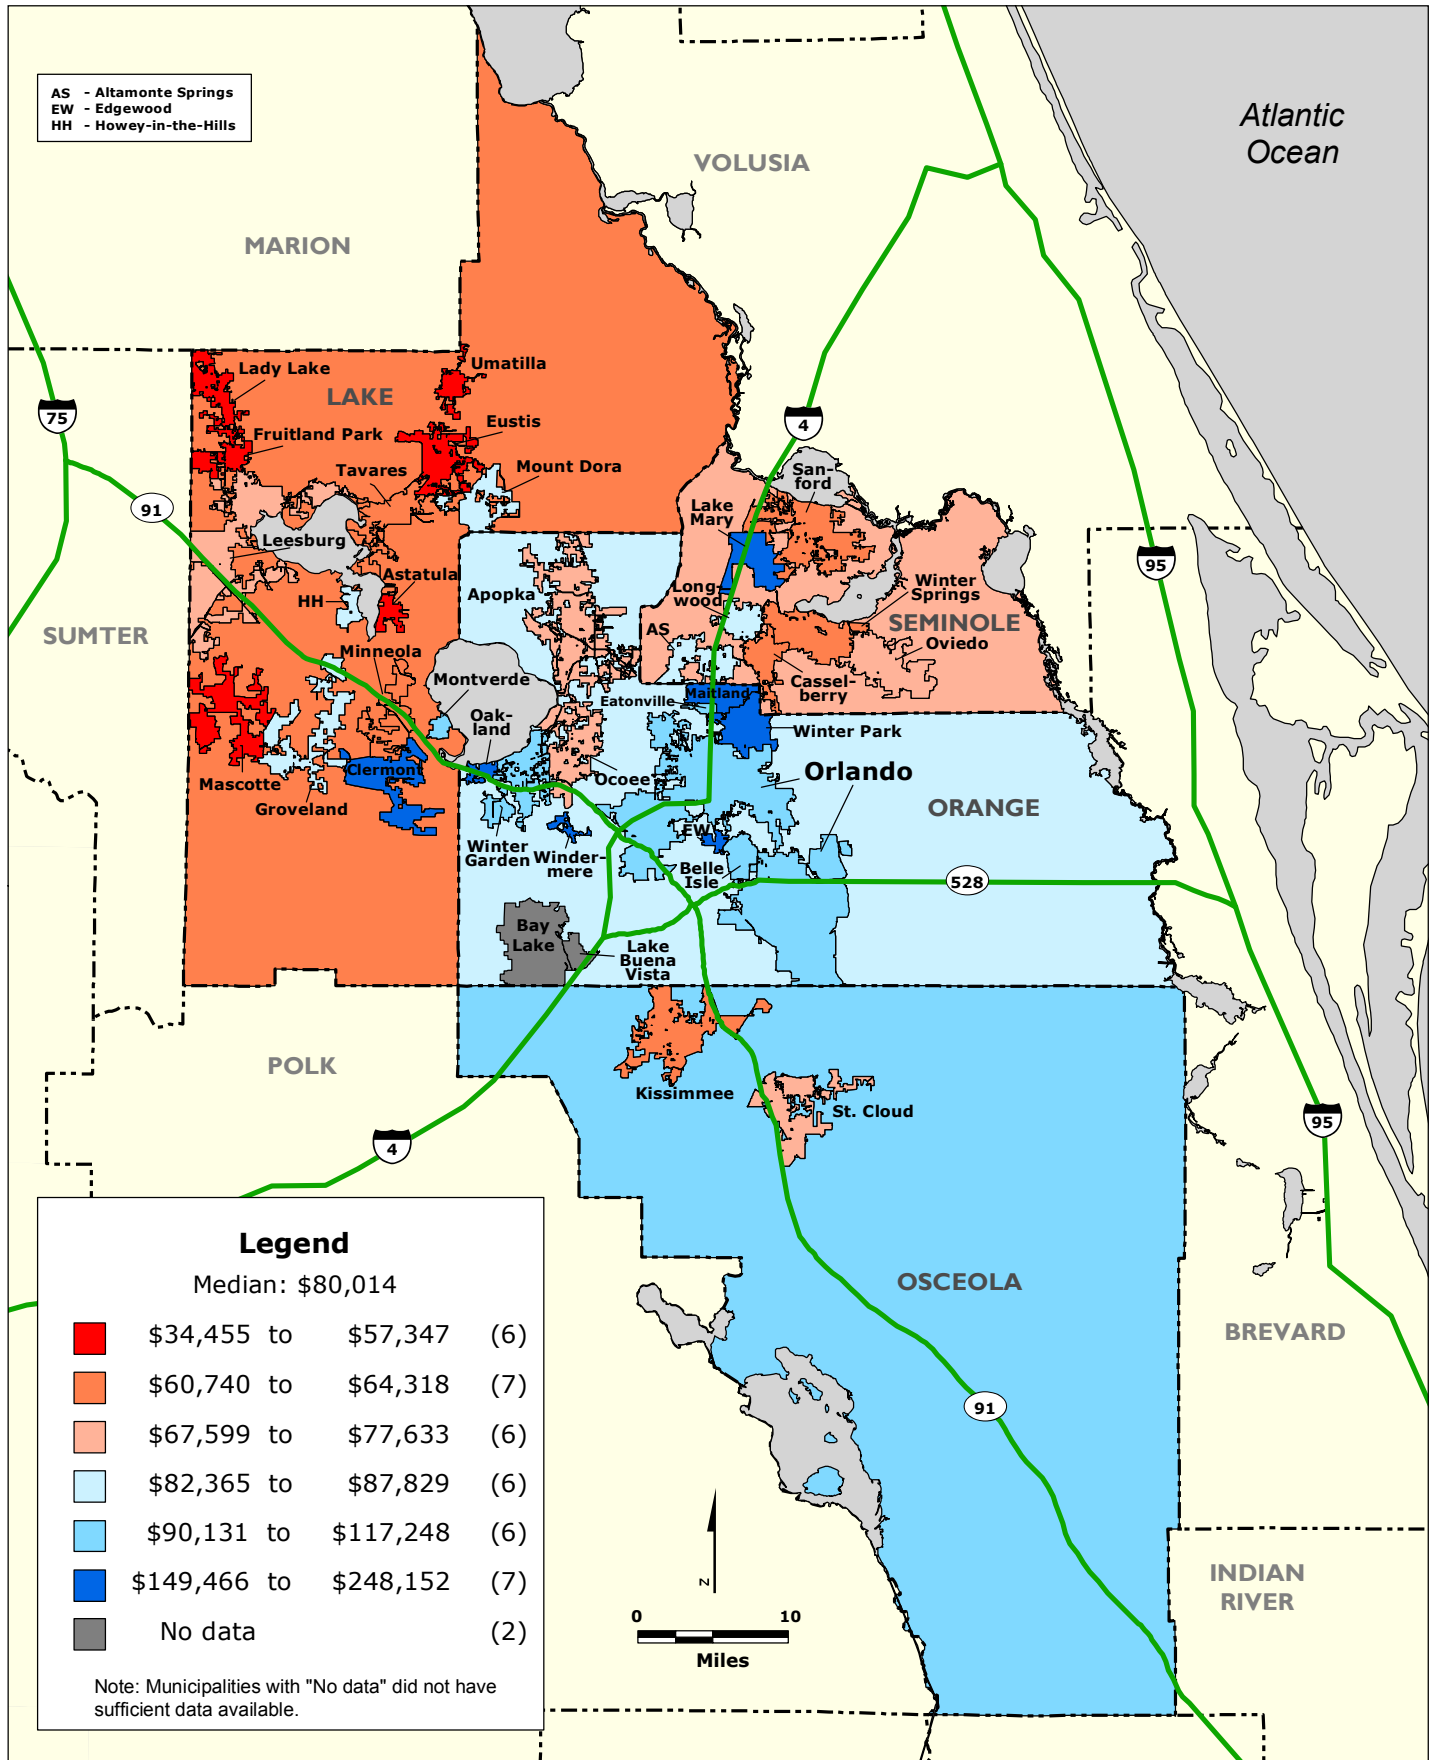 AS - Altamonte Springs
EW - Edgewood
HH - Howey-in-the-Hills
Atlantic
Ocean
VOLUSIA
MARION
Umatilla
Lady Lake
LAKE
75
4
Eustis
Fruitland Park
San-
ford
Tavares
Mount Dora
91
Lake
Mary
Leesburg
95
Astatula
Winter
Springs
Long-
wood
Apopka
HH
SUMTER
SEMINOLE
AS
Oviedo
Minneola
Montverde
Cassel-
berry
Maitland
Eatonville
Oak-
land
Winter Park
Clermont
Orlando
Ocoee
Mascotte
Groveland
ORANGE
EW
Winter
Garden
Winder-
mere
Belle
Isle
528
Bay
Lake
Lake
Buena
Vista
POLK
Kissimmee
St. Cloud
95
4
Legend
Median: $80,014
$34,455 to $57,347 (6)
$60,740 to $64,318 (7)
$67,599 to $77,633 (6)
$82,365 to $87,829 (6)
$90,131 to $117,248 (6)
$149,466 to $248,152 (7)
No data (2)
Note: Municipalities with "No data" did not have
sufficient data available.
OSCEOLA
BREVARD
91
INDIAN
RIVER
N
0 10
Miles